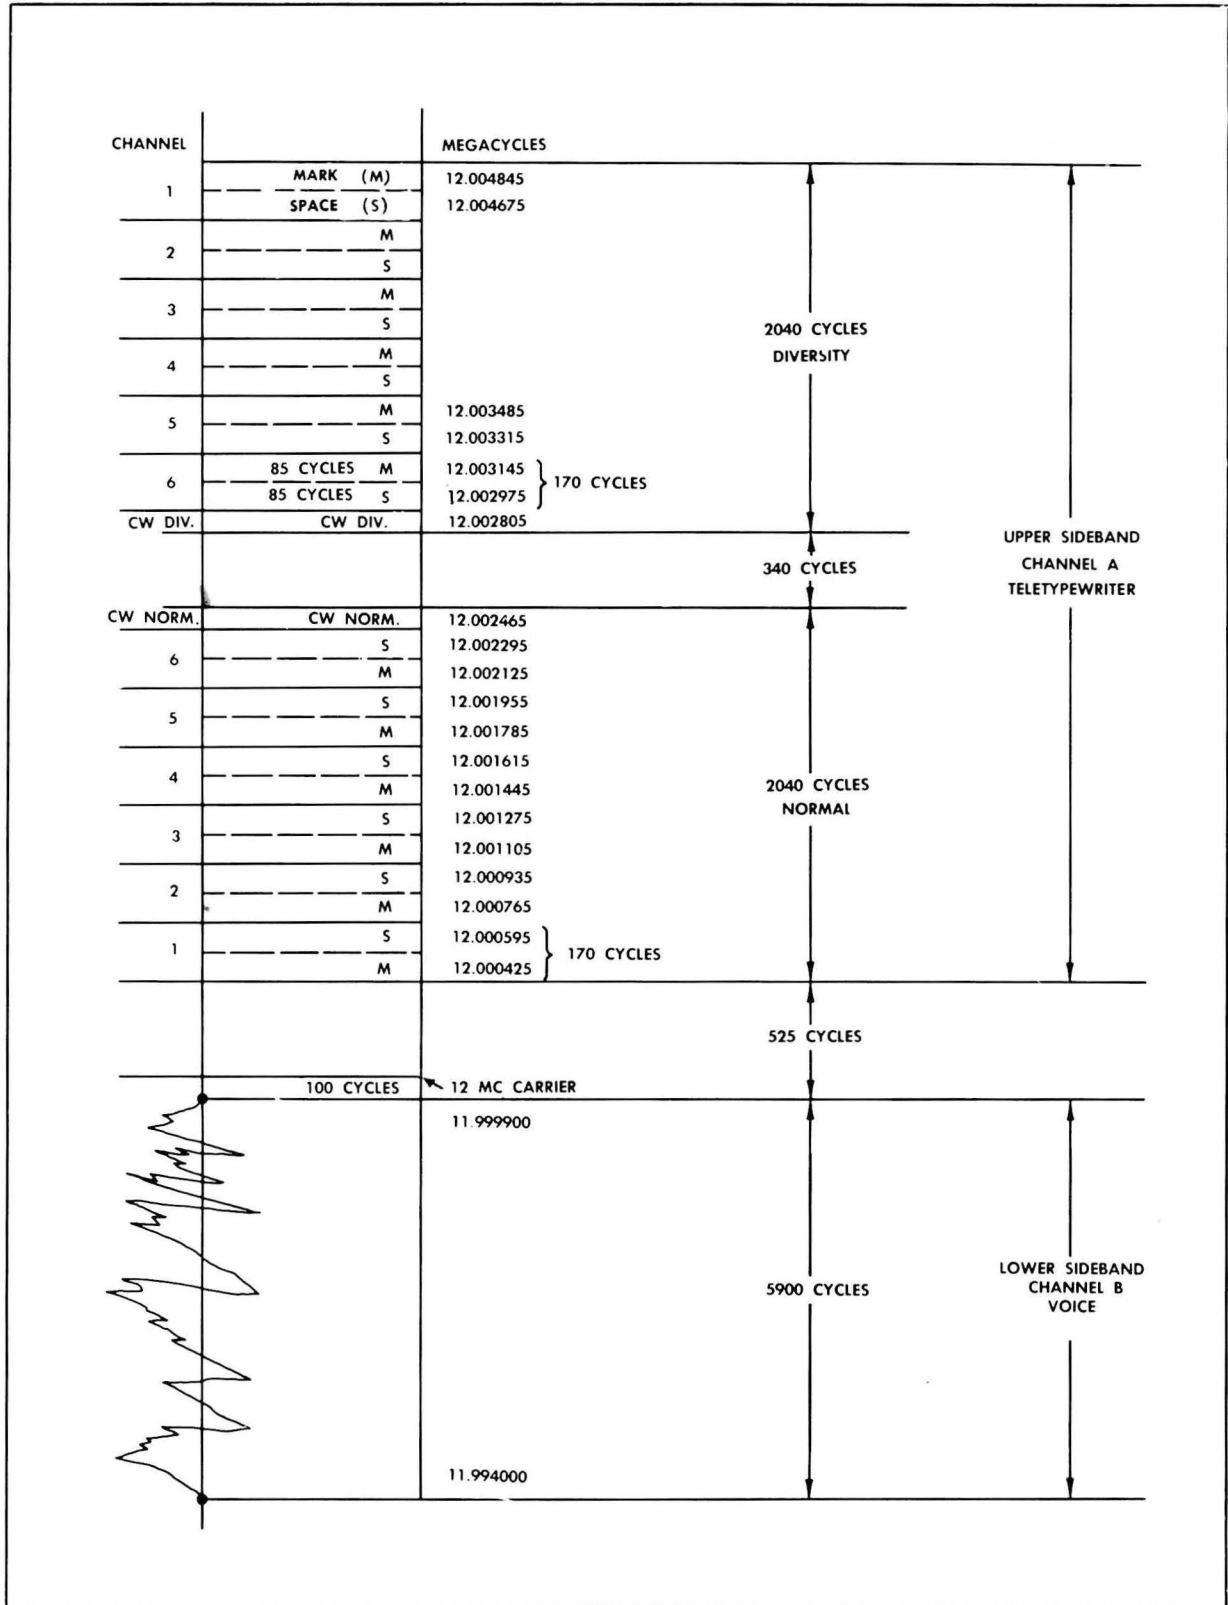 CHANNEL MEGACYCLES
1 MARK (M) 12.004845
SPACE (S) 12.004675
2 M
S
3 M
S
4 M
S
2040 CYCLES
DIVERSITY
5 M 12.003485
S 12.003315
6 85 CYCLES M 12.003145
85 CYCLES S 12.002975
170 CYCLES
CW DIV. CW DIV. 12.002805
340 CYCLES
UPPER SIDEBAND
CHANNEL A
TELETYPEWRITER
CW NORM. CW NORM. 12.002465
6 S 12.002295
M 12.002125
5 S 12.001955
M 12.001785
4 S 12.001615
M 12.001445
2040 CYCLES
NORMAL
3 S 12.001275
M 12.001105
2 S 12.000935
M 12.000765
1 S 12.000595
M 12.000425
170 CYCLES
525 CYCLES
100 CYCLES 12 MC CARRIER
11.999900
5900 CYCLES
LOWER SIDEBAND
CHANNEL B
VOICE
11.994000